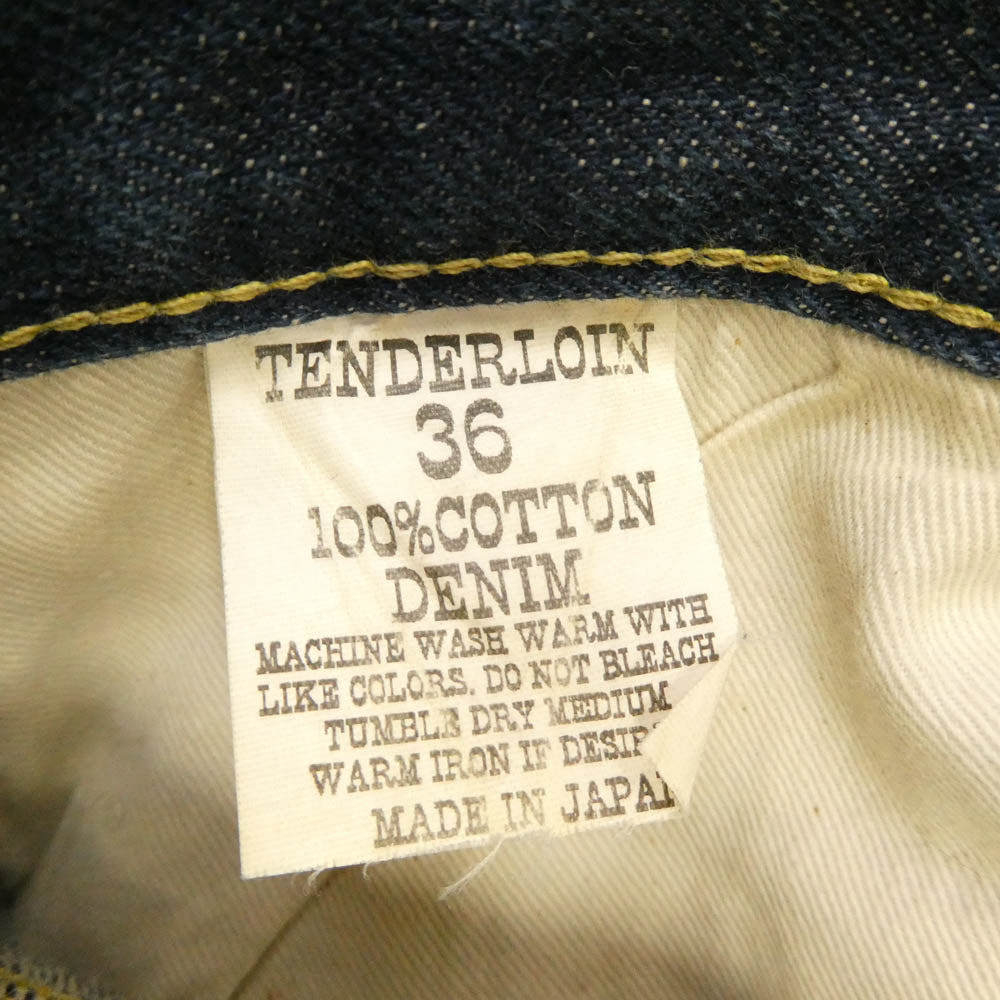 TENDERLOIN
36
100%COTTON
DENIM
MACHINE WASH WARM WITH
LIKE COLORS. DO NOT BLEACH
TUMBLE DRY MEDIUM
WARM IRON IF
MADE IN JAPAN